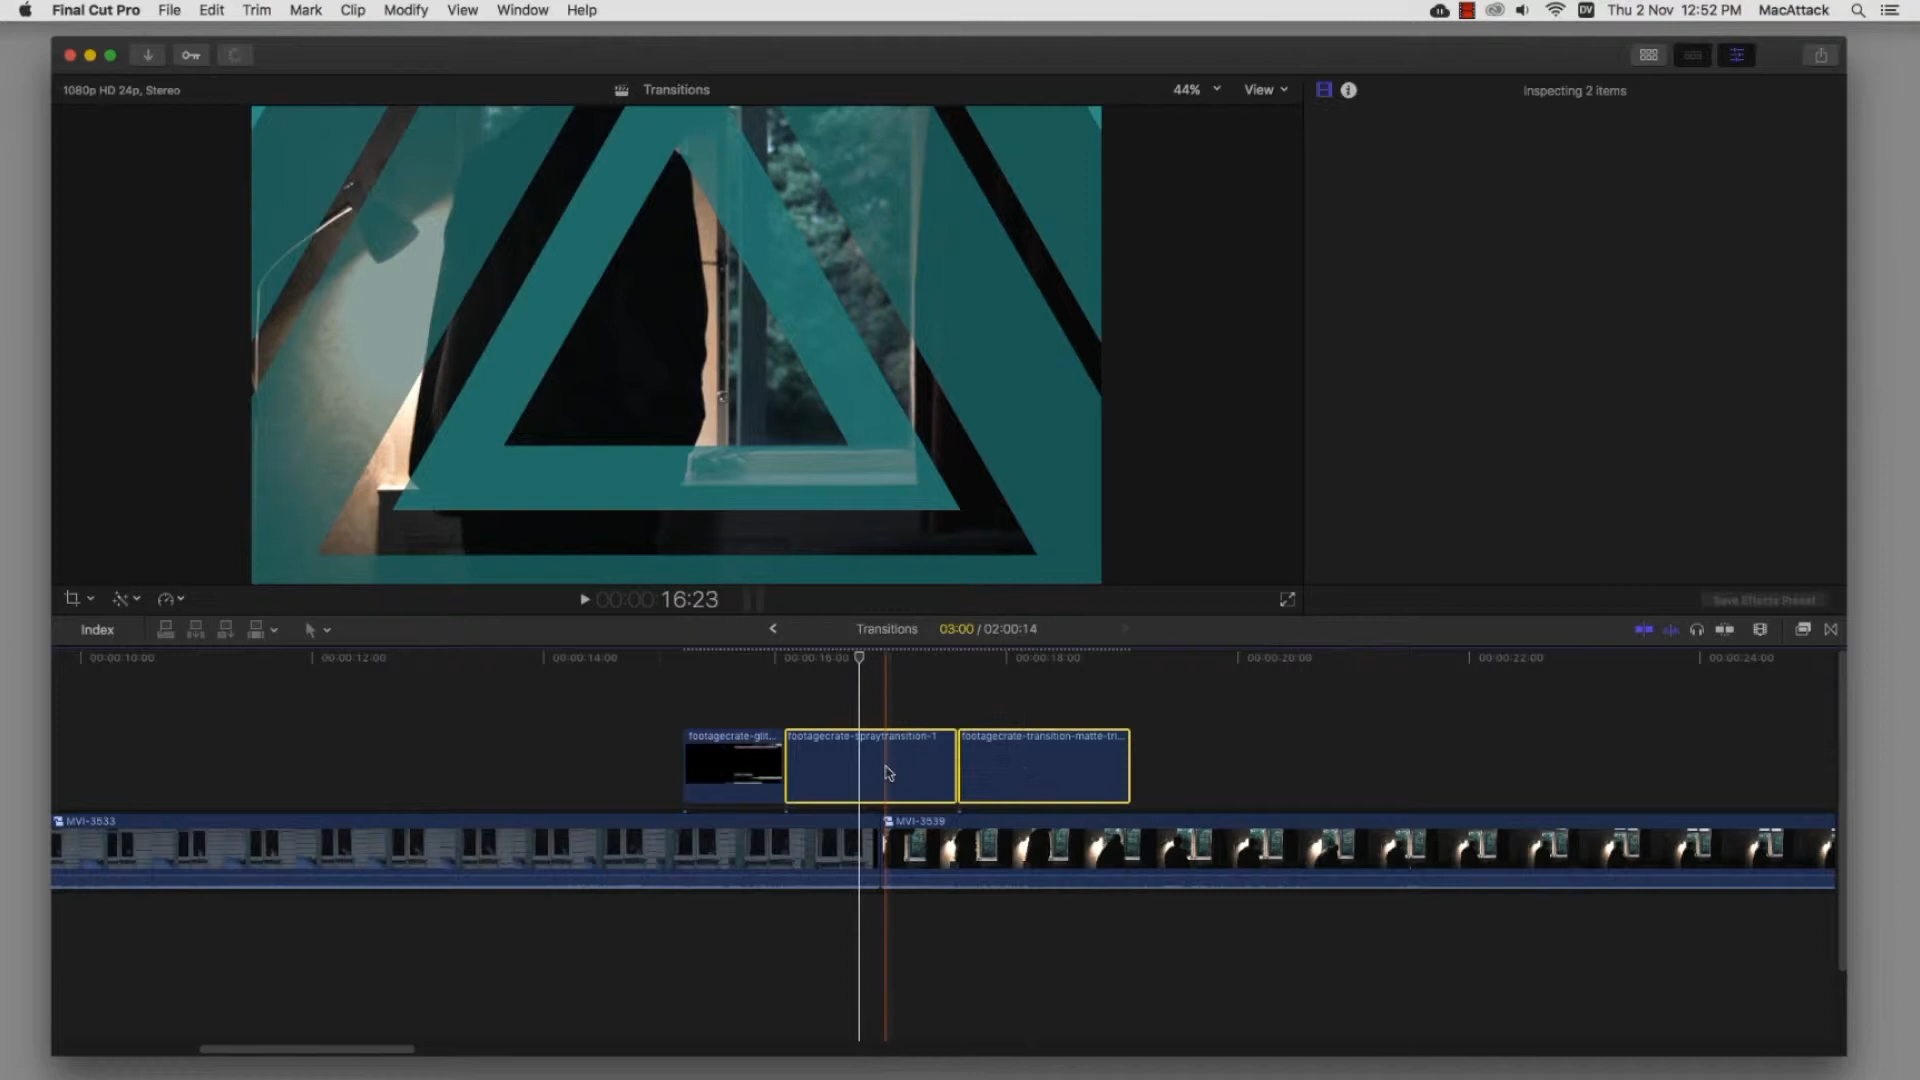 Final Cut Pro File Edit Trim Mark Clip Modify View Window Help
DV Thu 2 Nov 12:52 PM MacAttack
1080p HD 24p, Stereo
Transitions
44% View
Inspecting 2 items
00:00:16:23
Save Effects Preset
Index
Transitions 03:00 / 02:00:14
00:00:10:00 00:00:12:00 00:00:14:00 00:00:16:00 00:00:18:00 00:00:20:00 00:00:22:00 00:00:24:00
footagecrate-glit... footagecrate-spraytransition-1 footagecrate-transition-matte-tri...
MVI-3533 MVI-3539